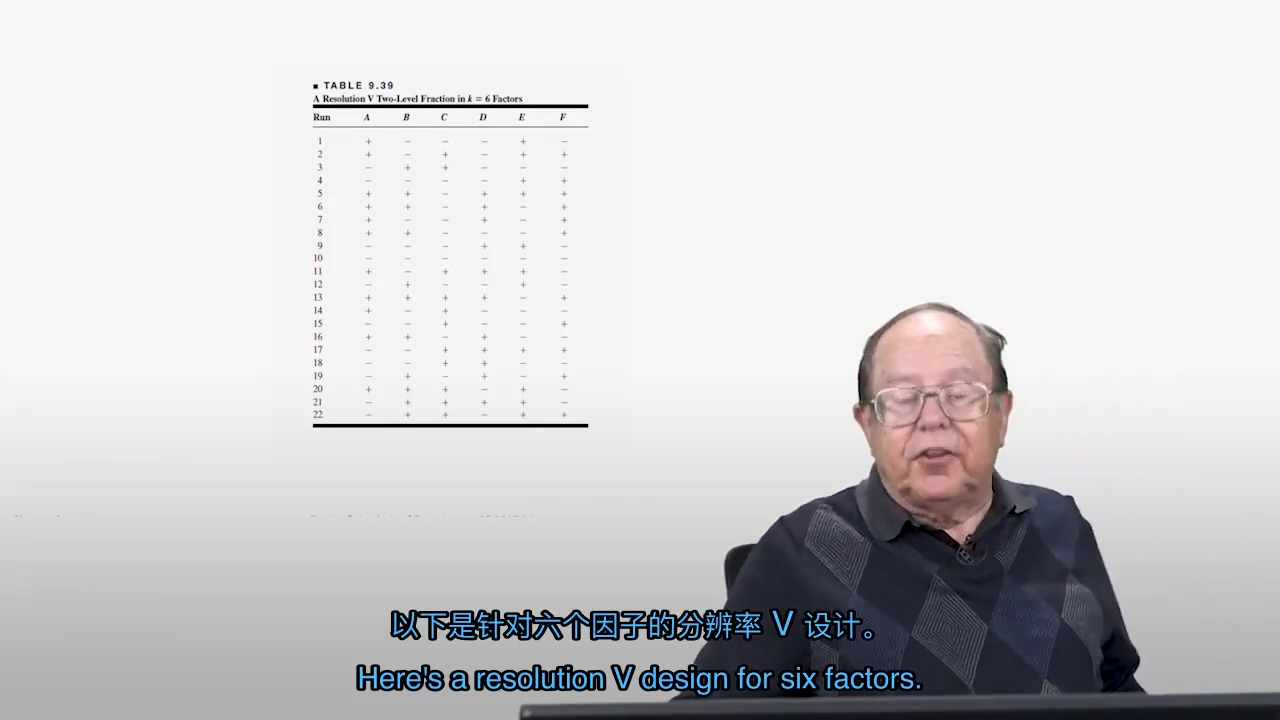 ■ TABLE 9.39
A Resolution V Two-Level Fraction in k = 6 Factors
Run A B C D E F
1 + − − − + −
2 + − + − + +
3 − + + − − −
4 − − − − + +
5 + + − + + +
6 + + − + − +
7 + − − + − +
8 + + − − − +
9 − − − + + −
10 − − − − − −
11 + − + + + −
12 − + − − + −
13 + + + + − +
14 + − + − − −
15 − − + − − +
16 + + − + − −
17 − − + + + +
18 − − + + − −
19 − + − + − +
20 + + + − + −
21 − + + + + −
22 − + + − + +
以下是针对六个因子的分辨率 V 设计。
Here's a resolution V design for six factors.